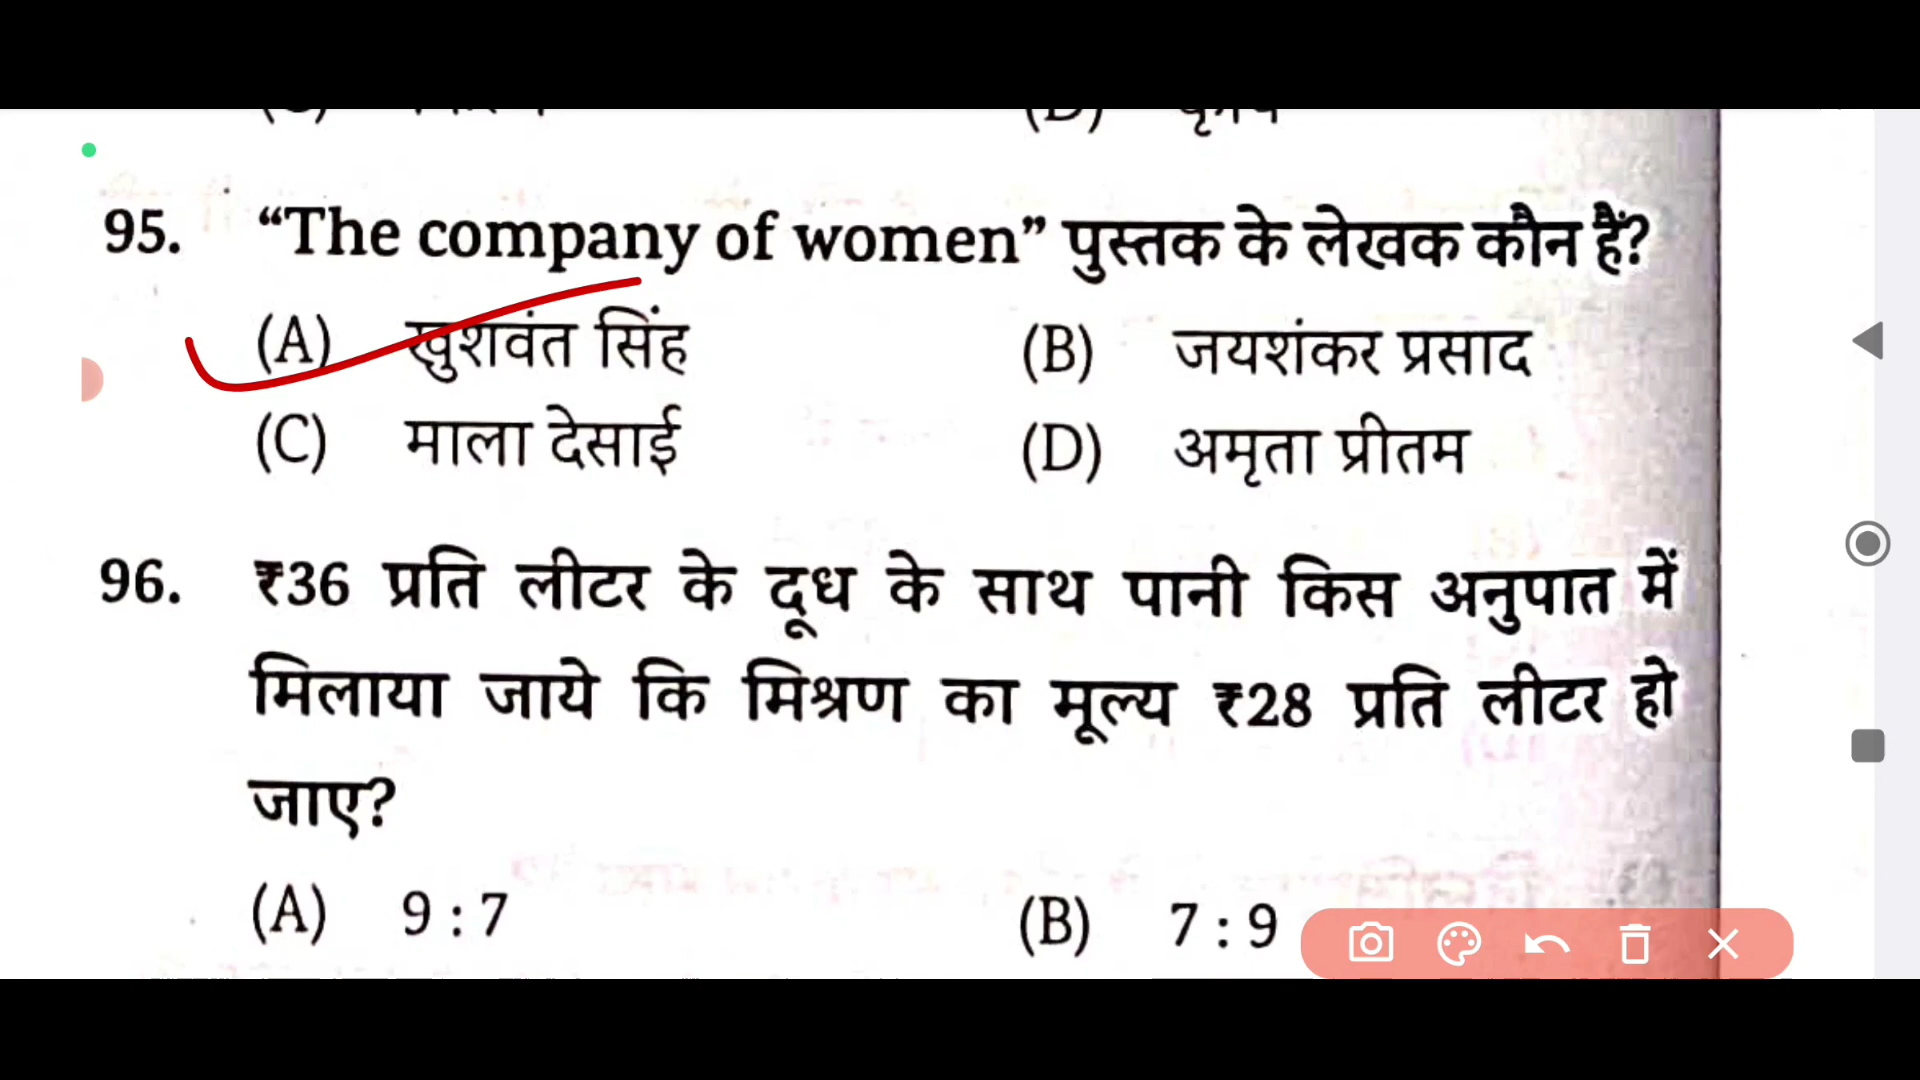 95. “The company of women” पुस्तक के लेखक कौन हैं?
(A) खुशवंत सिंह (B) जयशंकर प्रसाद
(C) माला देसाई (D) अमृता प्रीतम
96. ₹36 प्रति लीटर के दूध के साथ पानी किस अनुपात में
मिलाया जाये कि मिश्रण का मूल्य ₹28 प्रति लीटर हो
जाए?
(A) 9 : 7 (B) 7 : 9